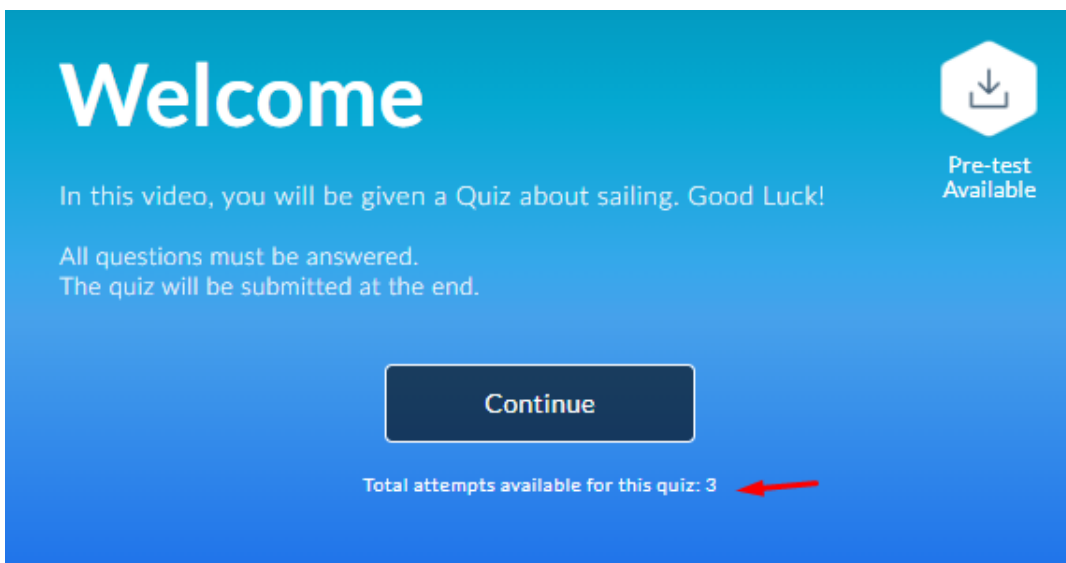 Welcome
Pre-test
Available
In this video, you will be given a Quiz about sailing. Good Luck!
All questions must be answered.
The quiz will be submitted at the end.
Continue
Total attempts available for this quiz: 3